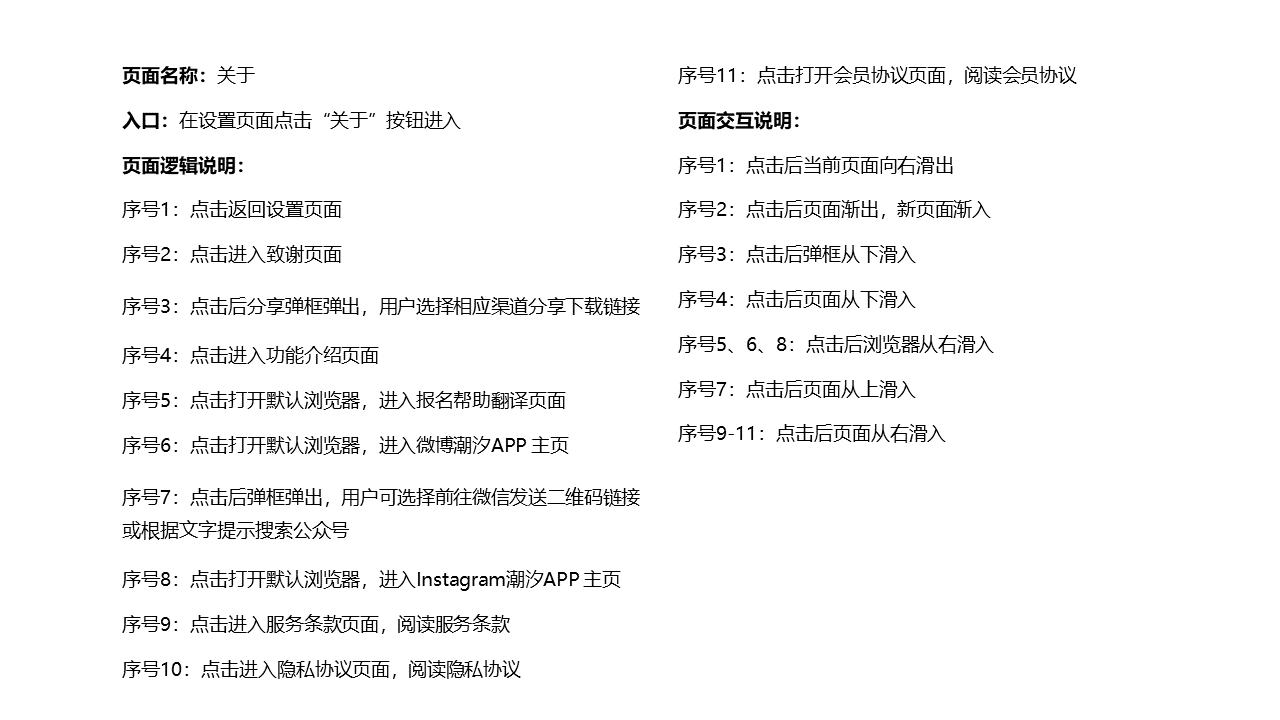 页面名称：关于
入口：在设置页面点击“关于”按钮进入
页面逻辑说明：
序号1：点击返回设置页面
序号2：点击进入致谢页面
序号3：点击后分享弹框弹出，用户选择相应渠道分享下载链接
序号4：点击进入功能介绍页面
序号5：点击打开默认浏览器，进入报名帮助翻译页面
序号6：点击打开默认浏览器，进入微博潮汐APP 主页
序号7：点击后弹框弹出，用户可选择前往微信发送二维码链接
或根据文字提示搜索公众号
序号8：点击打开默认浏览器，进入Instagram潮汐APP 主页
序号9：点击进入服务条款页面，阅读服务条款
序号10：点击进入隐私协议页面，阅读隐私协议
序号11：点击打开会员协议页面，阅读会员协议
页面交互说明：
序号1：点击后当前页面向右滑出
序号2：点击后页面渐出，新页面渐入
序号3：点击后弹框从下滑入
序号4：点击后页面从下滑入
序号5、6、8：点击后浏览器从右滑入
序号7：点击后页面从上滑入
序号9-11：点击后页面从右滑入